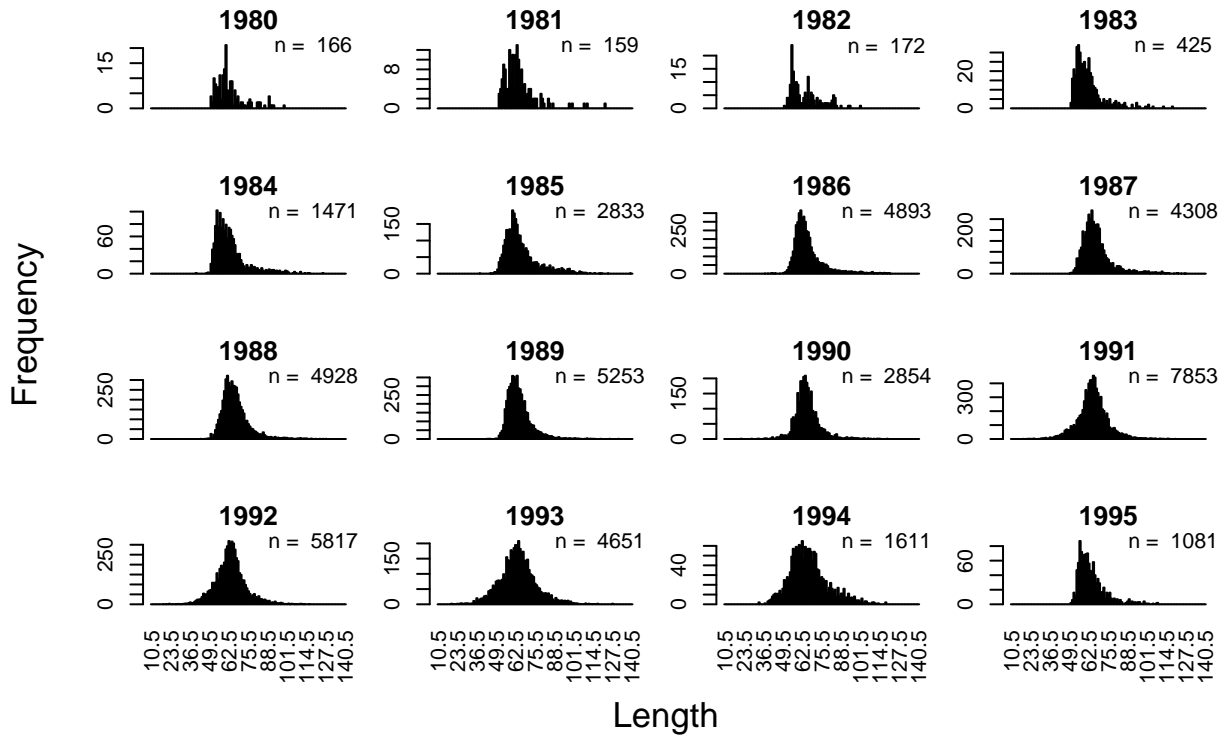 1980 1981 1982 1983
n = 166 n = 159 n = 172 n = 425
0 15 0 8 0 15 0 20
1984 1985 1986 1987
n = 1471 n = 2833 n = 4893 n = 4308
0 60 0 150 0 250 0 200
1988 1989 1990 1991
n = 4928 n = 5253 n = 2854 n = 7853
0 250 0 250 0 150 0 300
1992 1993 1994 1995
n = 5817 n = 4651 n = 1611 n = 1081
0 250 0 150 0 40 0 60
10.5 23.5 36.5 49.5 62.5 75.5 88.5 101.5 114.5 127.5 140.5
10.5 23.5 36.5 49.5 62.5 75.5 88.5 101.5 114.5 127.5 140.5
10.5 23.5 36.5 49.5 62.5 75.5 88.5 101.5 114.5 127.5 140.5
10.5 23.5 36.5 49.5 62.5 75.5 88.5 101.5 114.5 127.5 140.5
Frequency
Length